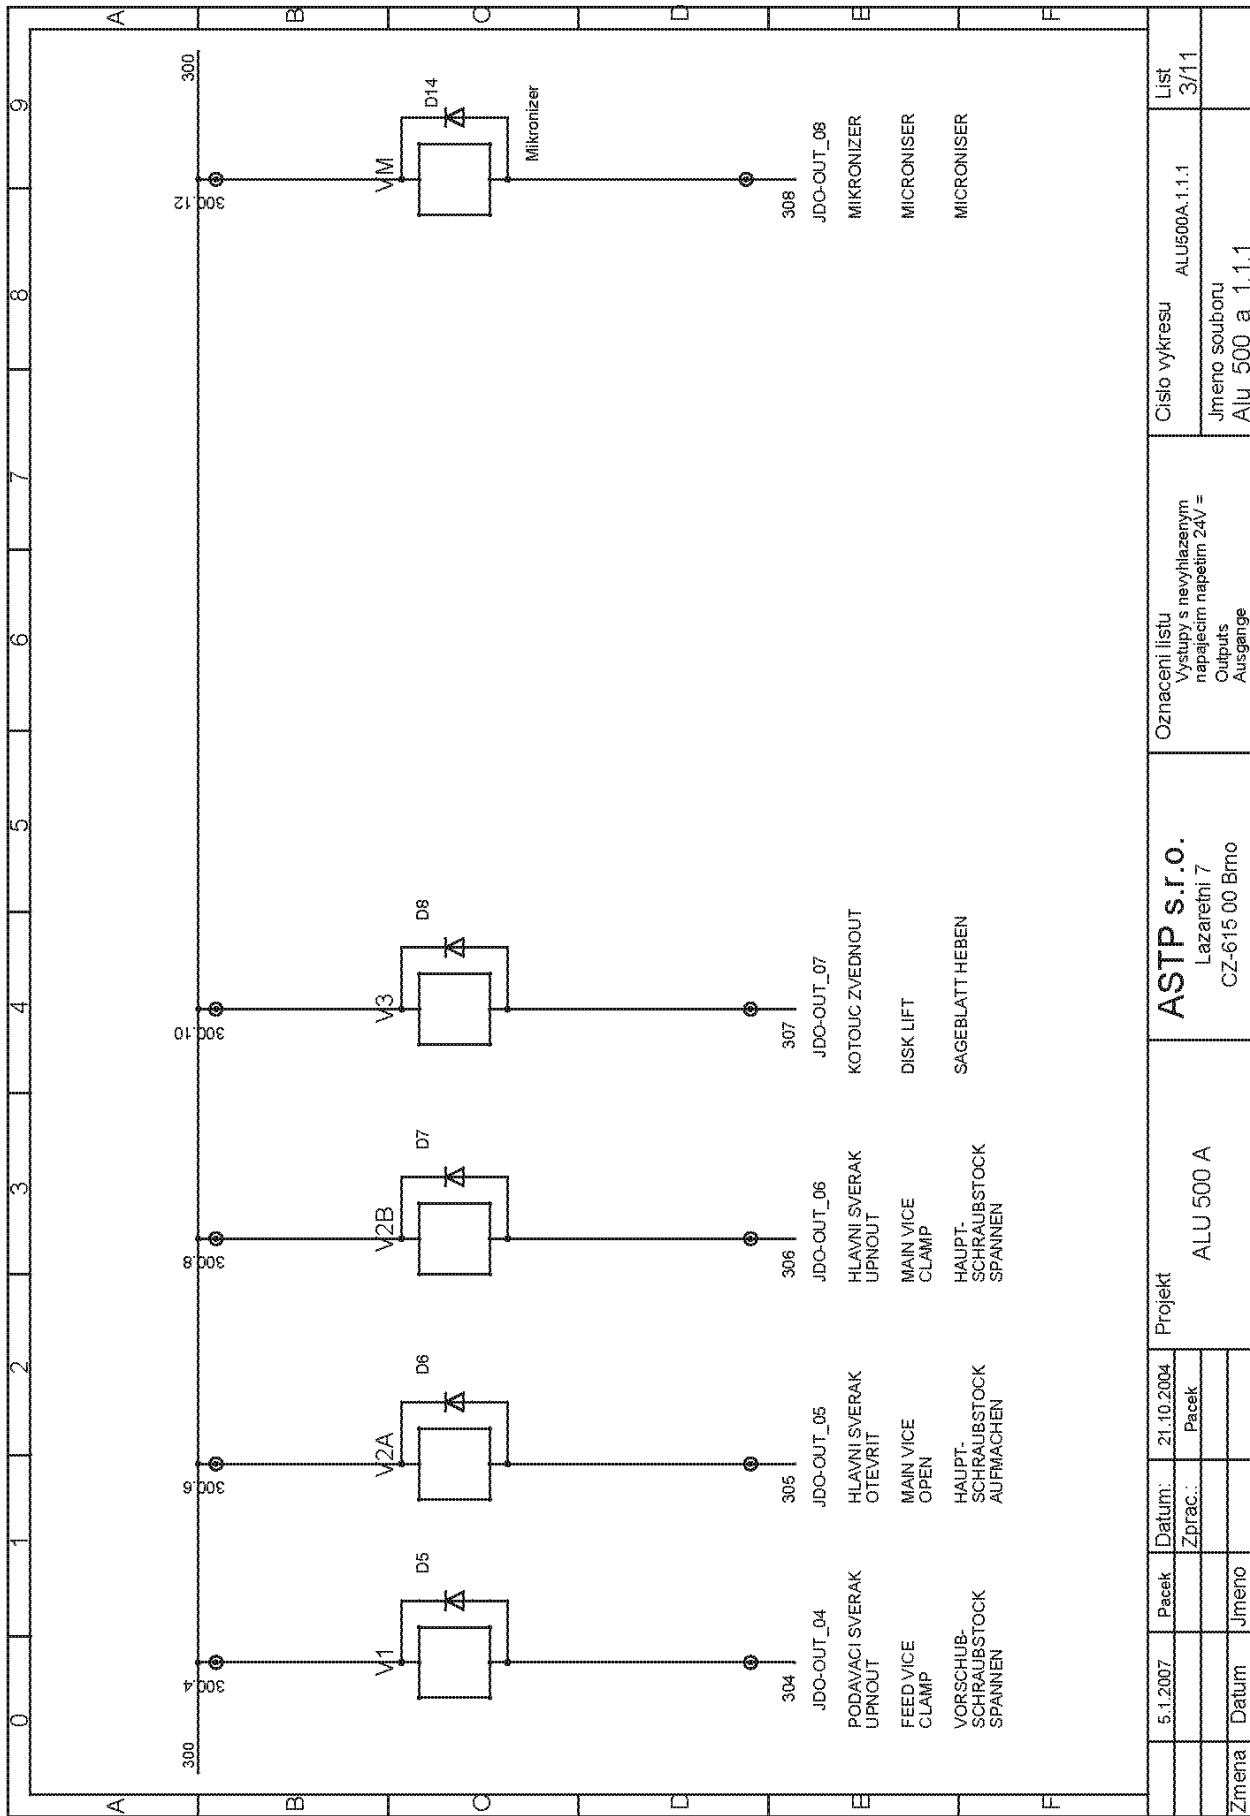 0 1 2 3 4 5 6 7 8 9
A A
B B
C C
D D
E E
F F
300 300
300.4 300.6 300.8 300.10 300.12
V1 V2A V2B V3 VM
D5 D6 D7 D8 D14
Mikronizer
304
JDO-OUT_04
PODAVACI SVERAK
UPNOUT
FEED VICE
CLAMP
VORSCHUB-
SCHRAUBSTOCK
SPANNEN
305
JDO-OUT_05
HLAVNI SVERAK
OTEVRIT
MAIN VICE
OPEN
HAUPT-
SCHRAUBSTOCK
AUFMACHEN
306
JDO-OUT_06
HLAVNI SVERAK
UPNOUT
MAIN VICE
CLAMP
HAUPT-
SCHRAUBSTOCK
SPANNEN
307
JDO-OUT_07
KOTOUC ZVEDNOUT
DISK LIFT
SAGEBLATT HEBEN
308
JDO-OUT_08
MIKRONIZER
MICRONISER
MICRONISER
5.1.2007 Pacek
Zmena Datum Jmeno
Datum: 21.10.2004
Zprac.: Pacek
Projekt
ALU 500 A
ASTP s.r.o.
Lazaretni 7
CZ-615 00 Brno
Oznaceni listu
Vystupy s nevyhlazenym
napajecim napetim 24V =
Outputs
Ausgange
Cislo vykresu
ALU500A.1.1.1
Jmeno souboru
Alu_500_a_1.1.1
List
3/11